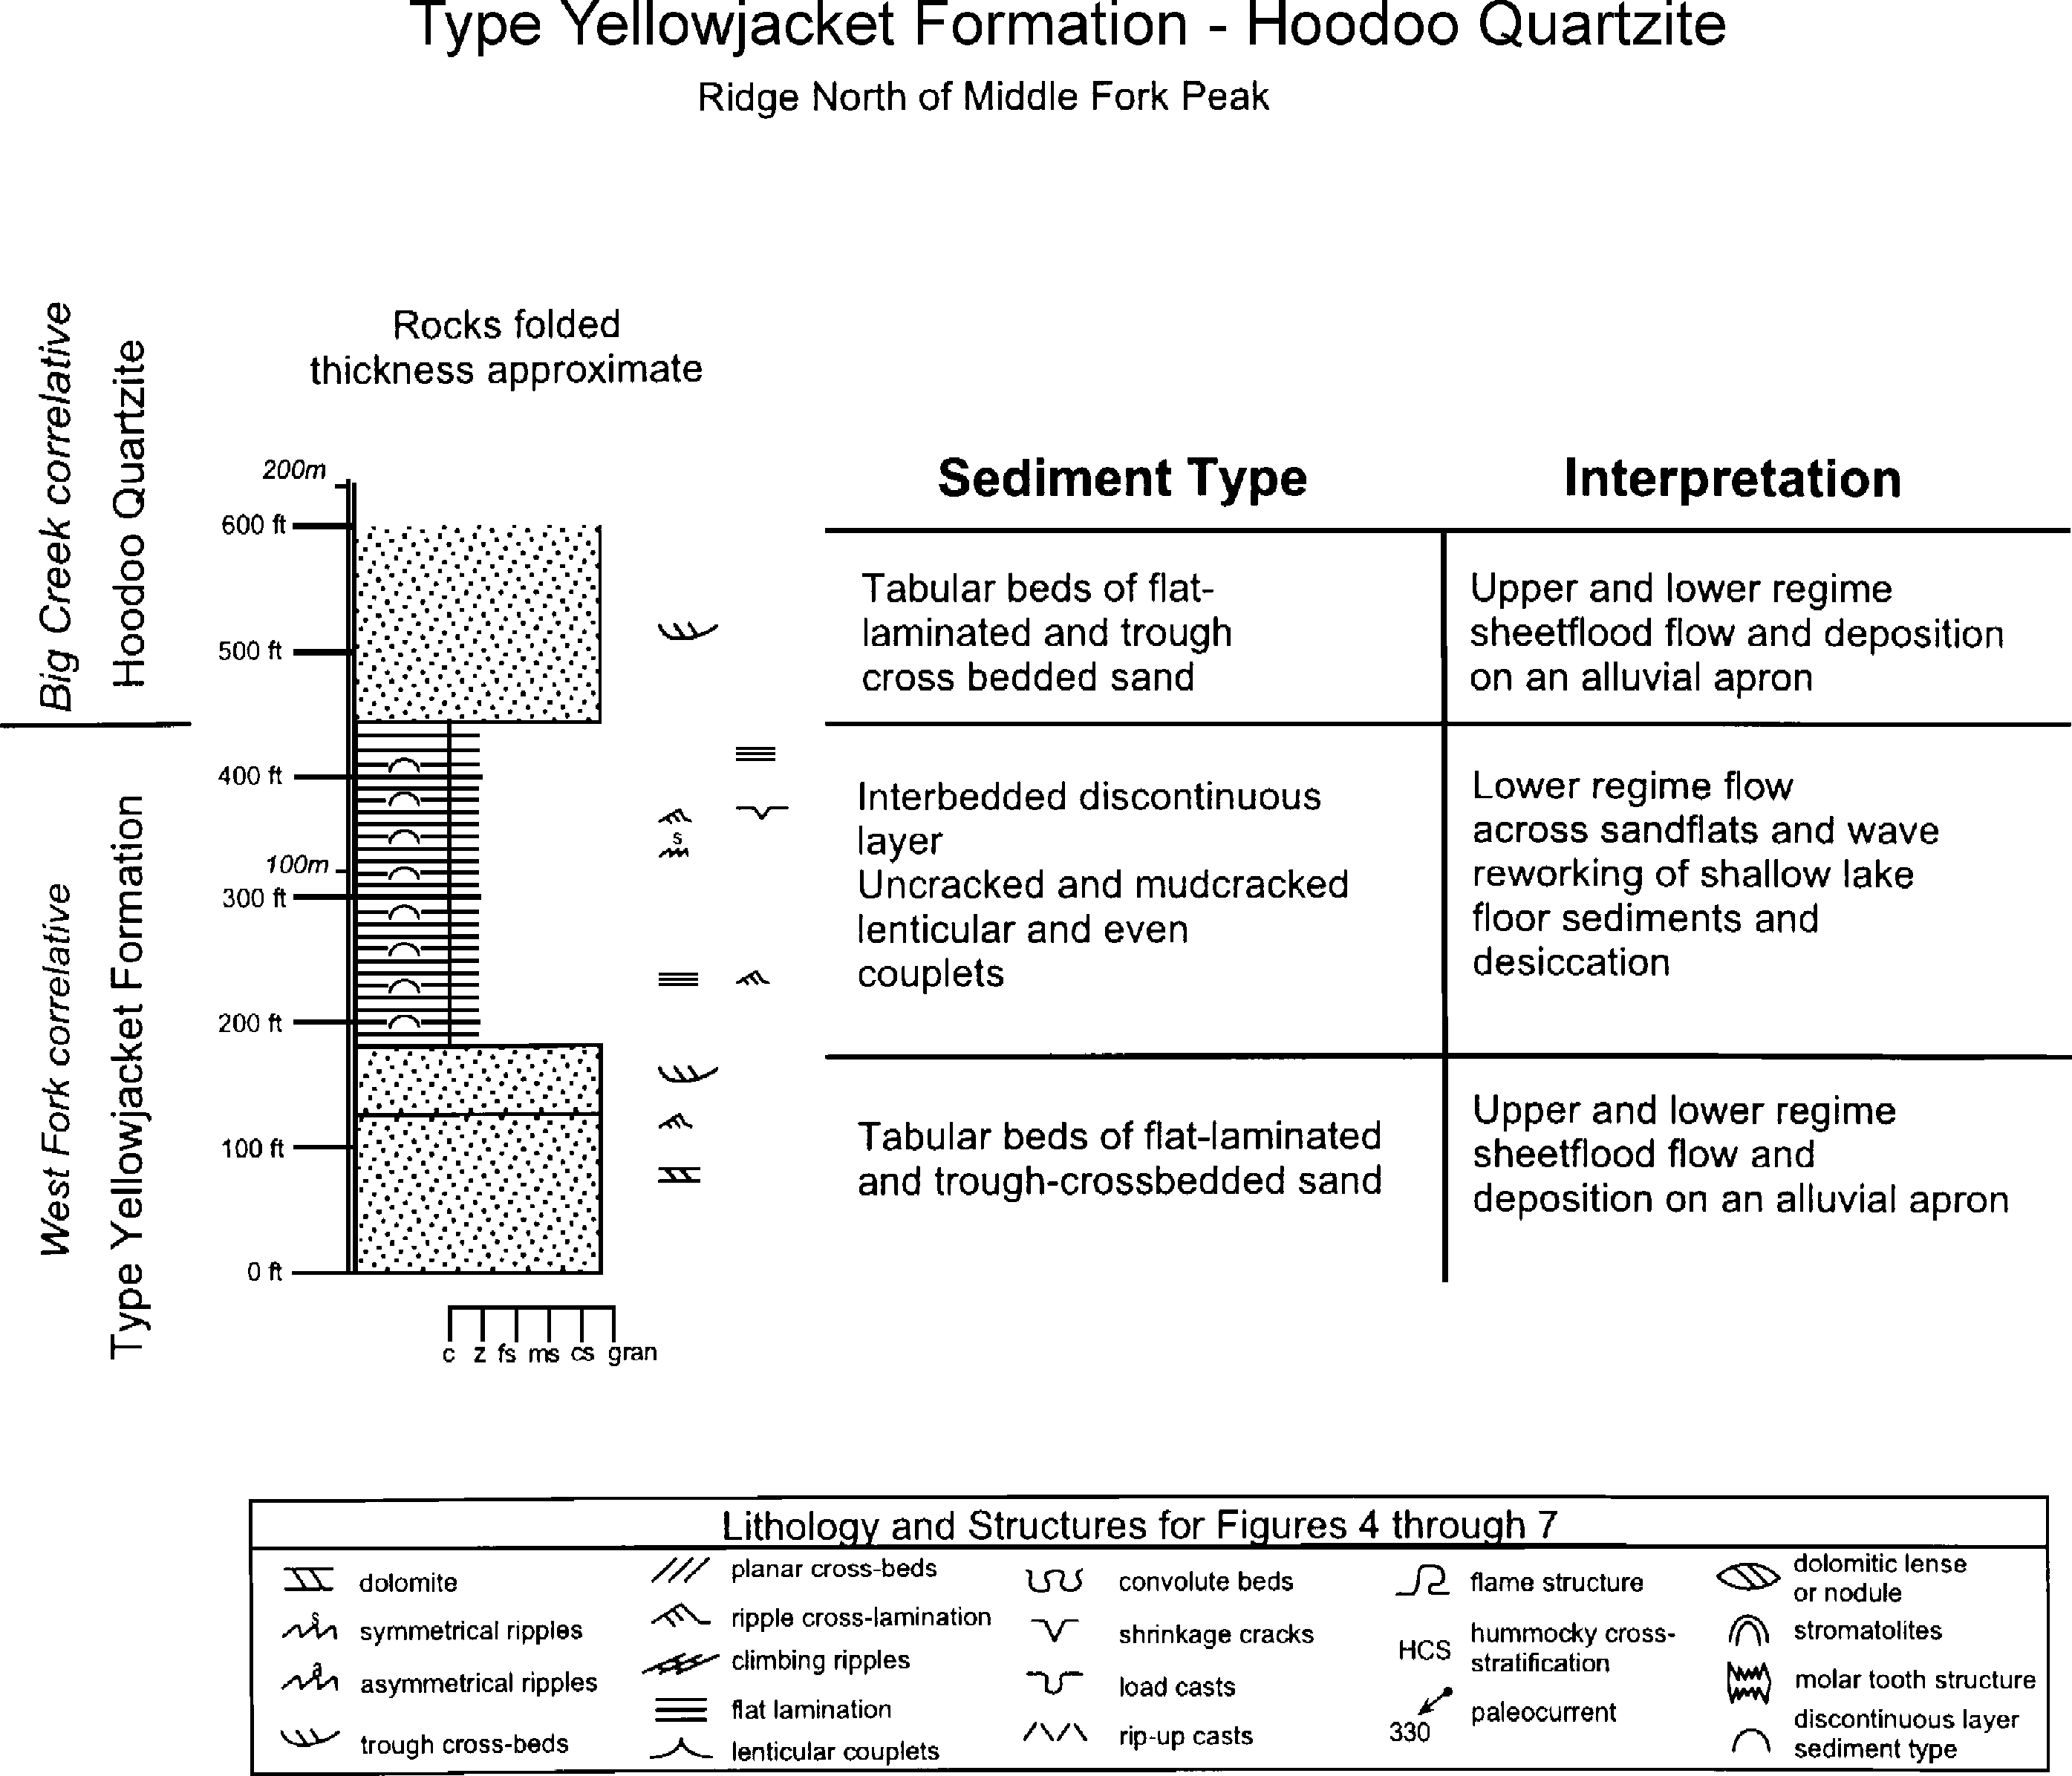 Type Yellowjacket Formation - Hoodoo Quartzite
Ridge North of Middle Fork Peak
Big Creek correlative
Hoodoo Quartzite
West Fork correlative
Type Yellowjacket Formation
Rocks folded
thickness approximate
200m
600 ft
500 ft
400 ft
100m
300 ft
200 ft
100 ft
0 ft
c z fs ms cs gran
s
Sediment Type
Interpretation
Tabular beds of flat-
laminated and trough
cross bedded sand
Upper and lower regime
sheetflood flow and deposition
on an alluvial apron
Interbedded discontinuous
layer
Uncracked and mudcracked
lenticular and even
couplets
Lower regime flow
across sandflats and wave
reworking of shallow lake
floor sediments and
desiccation
Tabular beds of flat-laminated
and trough-crossbedded sand
Upper and lower regime
sheetflood flow and
deposition on an alluvial apron
Lithology and Structures for Figures 4 through 7
dolomite
s
symmetrical ripples
a
asymmetrical ripples
trough cross-beds
planar cross-beds
ripple cross-lamination
climbing ripples
flat lamination
lenticular couplets
convolute beds
shrinkage cracks
load casts
rip-up casts
flame structure
HCS
hummocky cross-
stratification
330
paleocurrent
dolomitic lense
or nodule
stromatolites
molar tooth structure
discontinuous layer
sediment type